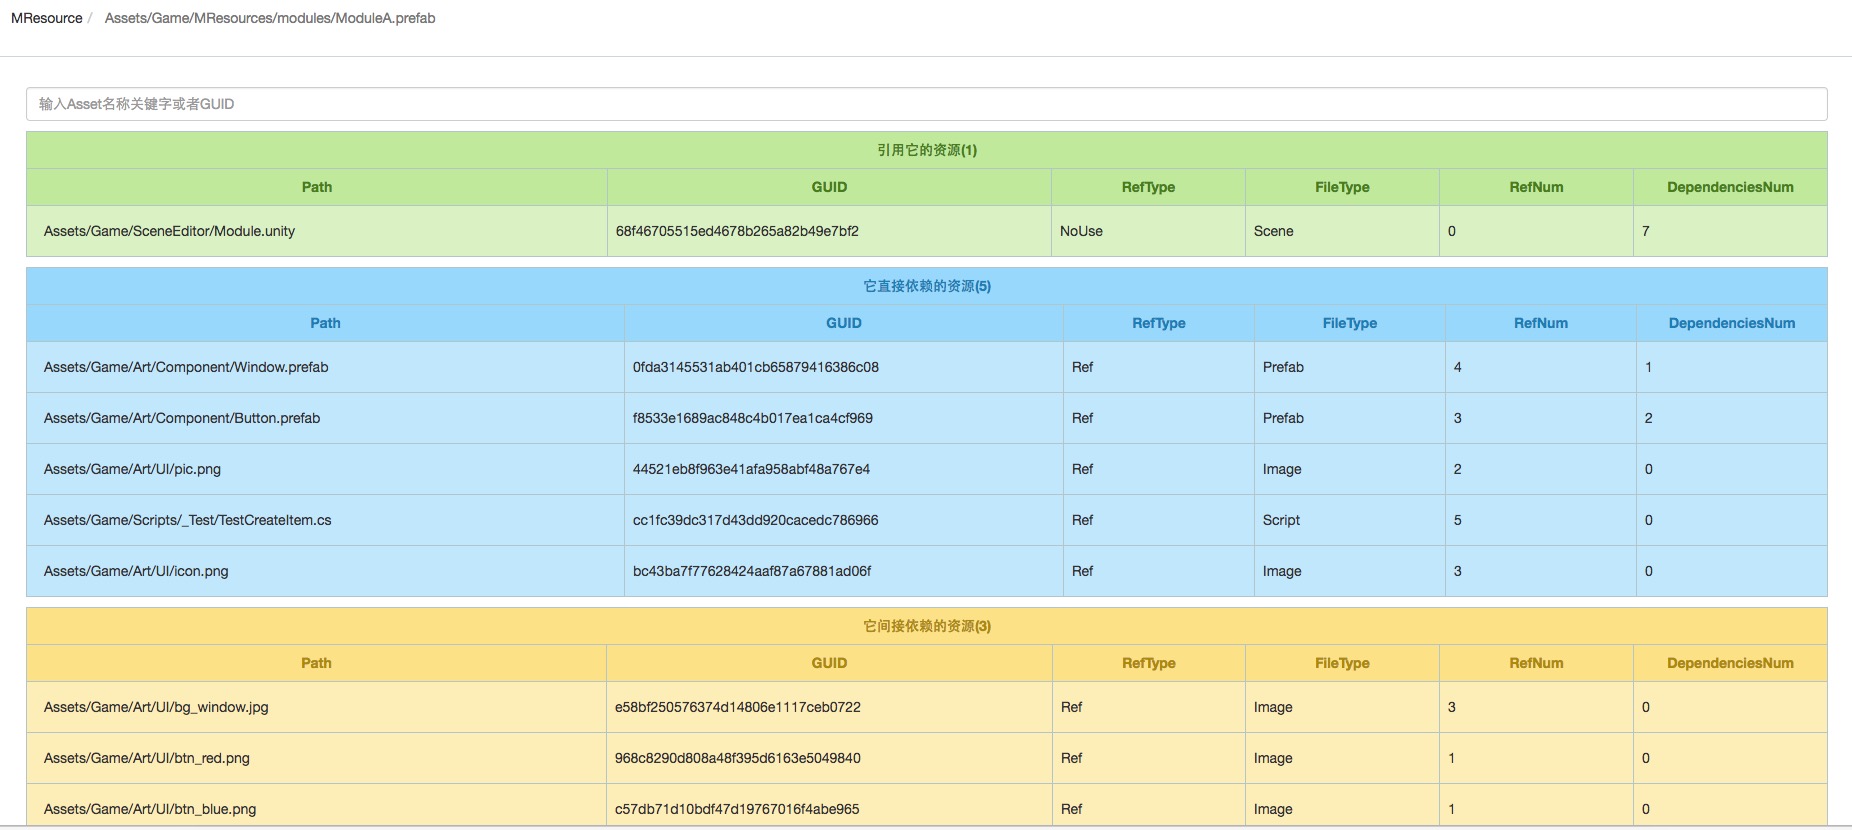 MResource / Assets/Game/MResources/modules/ModuleA.prefab
输入Asset名称关键字或者GUID
引用它的资源(1)
Path GUID RefType FileType RefNum DependenciesNum
Assets/Game/SceneEditor/Module.unity 68f46705515ed4678b265a82b49e7bf2 NoUse Scene 0 7
它直接依赖的资源(5)
Path GUID RefType FileType RefNum DependenciesNum
Assets/Game/Art/Component/Window.prefab 0fda3145531ab401cb65879416386c08 Ref Prefab 4 1
Assets/Game/Art/Component/Button.prefab f8533e1689ac848c4b017ea1ca4cf969 Ref Prefab 3 2
Assets/Game/Art/UI/pic.png 44521eb8f963e41afa958abf48a767e4 Ref Image 2 0
Assets/Game/Scripts/_Test/TestCreateItem.cs cc1fc39dc317d43dd920cacedc786966 Ref Script 5 0
Assets/Game/Art/UI/icon.png bc43ba7f77628424aaf87a67881ad06f Ref Image 3 0
它间接依赖的资源(3)
Path GUID RefType FileType RefNum DependenciesNum
Assets/Game/Art/UI/bg_window.jpg e58bf250576374d14806e1117ceb0722 Ref Image 3 0
Assets/Game/Art/UI/btn_red.png 968c8290d808a48f395d6163e5049840 Ref Image 1 0
Assets/Game/Art/UI/btn_blue.png c57db71d10bdf47d19767016f4abe965 Ref Image 1 0